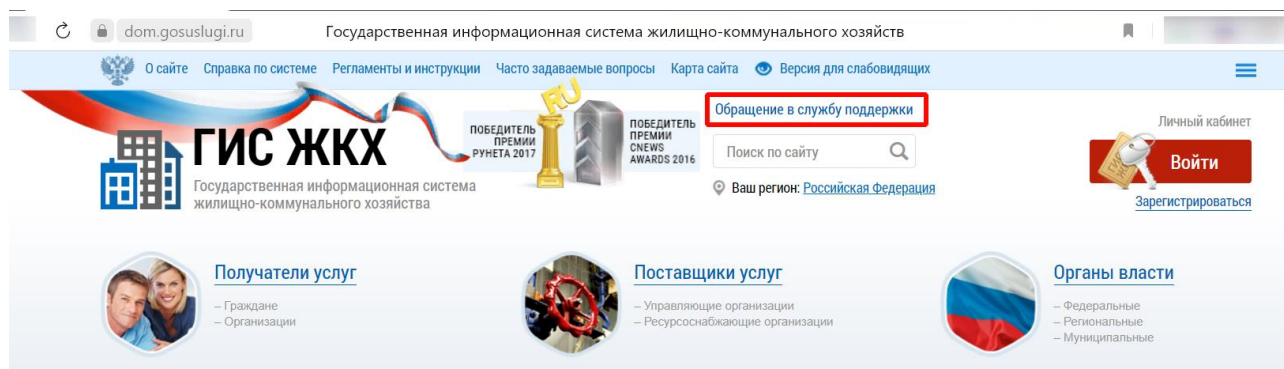 dom.gosuslugi.ru Государственная информационная система жилищно-коммунального хозяйств
О сайте Справка по системе Регламенты и инструкции Часто задаваемые вопросы Карта сайта Версия для слабовидящих
ГИС ЖКХ
Государственная информационная система
жилищно-коммунального хозяйства
ПОБЕДИТЕЛЬ
ПРЕМИИ
РУНЕТА 2017
RU
ПОБЕДИТЕЛЬ
ПРЕМИИ
CNEWS
AWARDS 2016
Обращение в службу поддержки
Поиск по сайту
Ваш регион: Российская Федерация
Личный кабинет
ГИС ЖКХ
Войти
Зарегистрироваться
Получатели услуг
– Граждане
– Организации
Поставщики услуг
– Управляющие организации
– Ресурсоснабжающие организации
Органы власти
– Федеральные
– Региональные
– Муниципальные